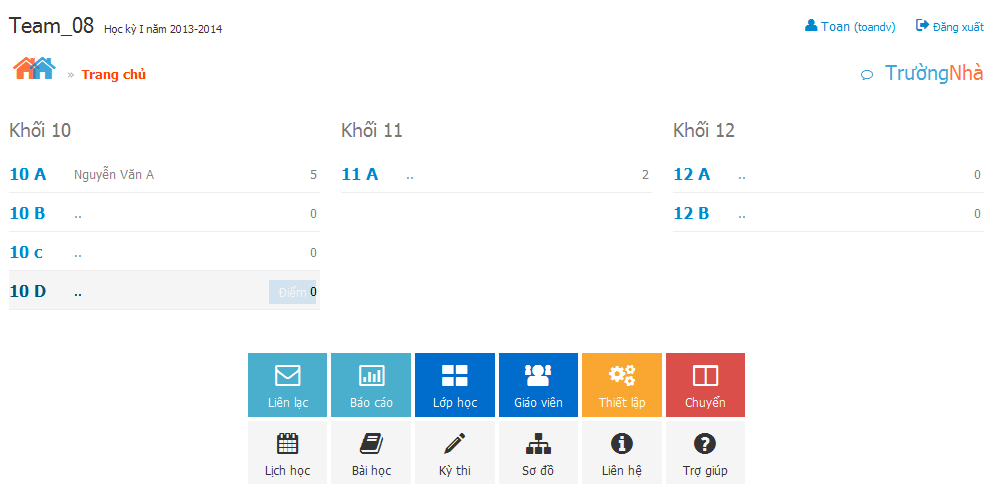 Team_08 Học kỳ I năm 2013-2014
Toan (toandv) Đăng xuất
» Trang chủ
TrườngNhà
Khối 10
10 A Nguyễn Văn A 5
10 B .. 0
10 c .. 0
10 D .. Điểm 0
Khối 11
11 A .. 2
Khối 12
12 A .. 0
12 B .. 0
Liên lạc Báo cáo Lớp học Giáo viên Thiết lập Chuyển
Lịch học Bài học Kỳ thi Sơ đồ Liên hệ Trợ giúp